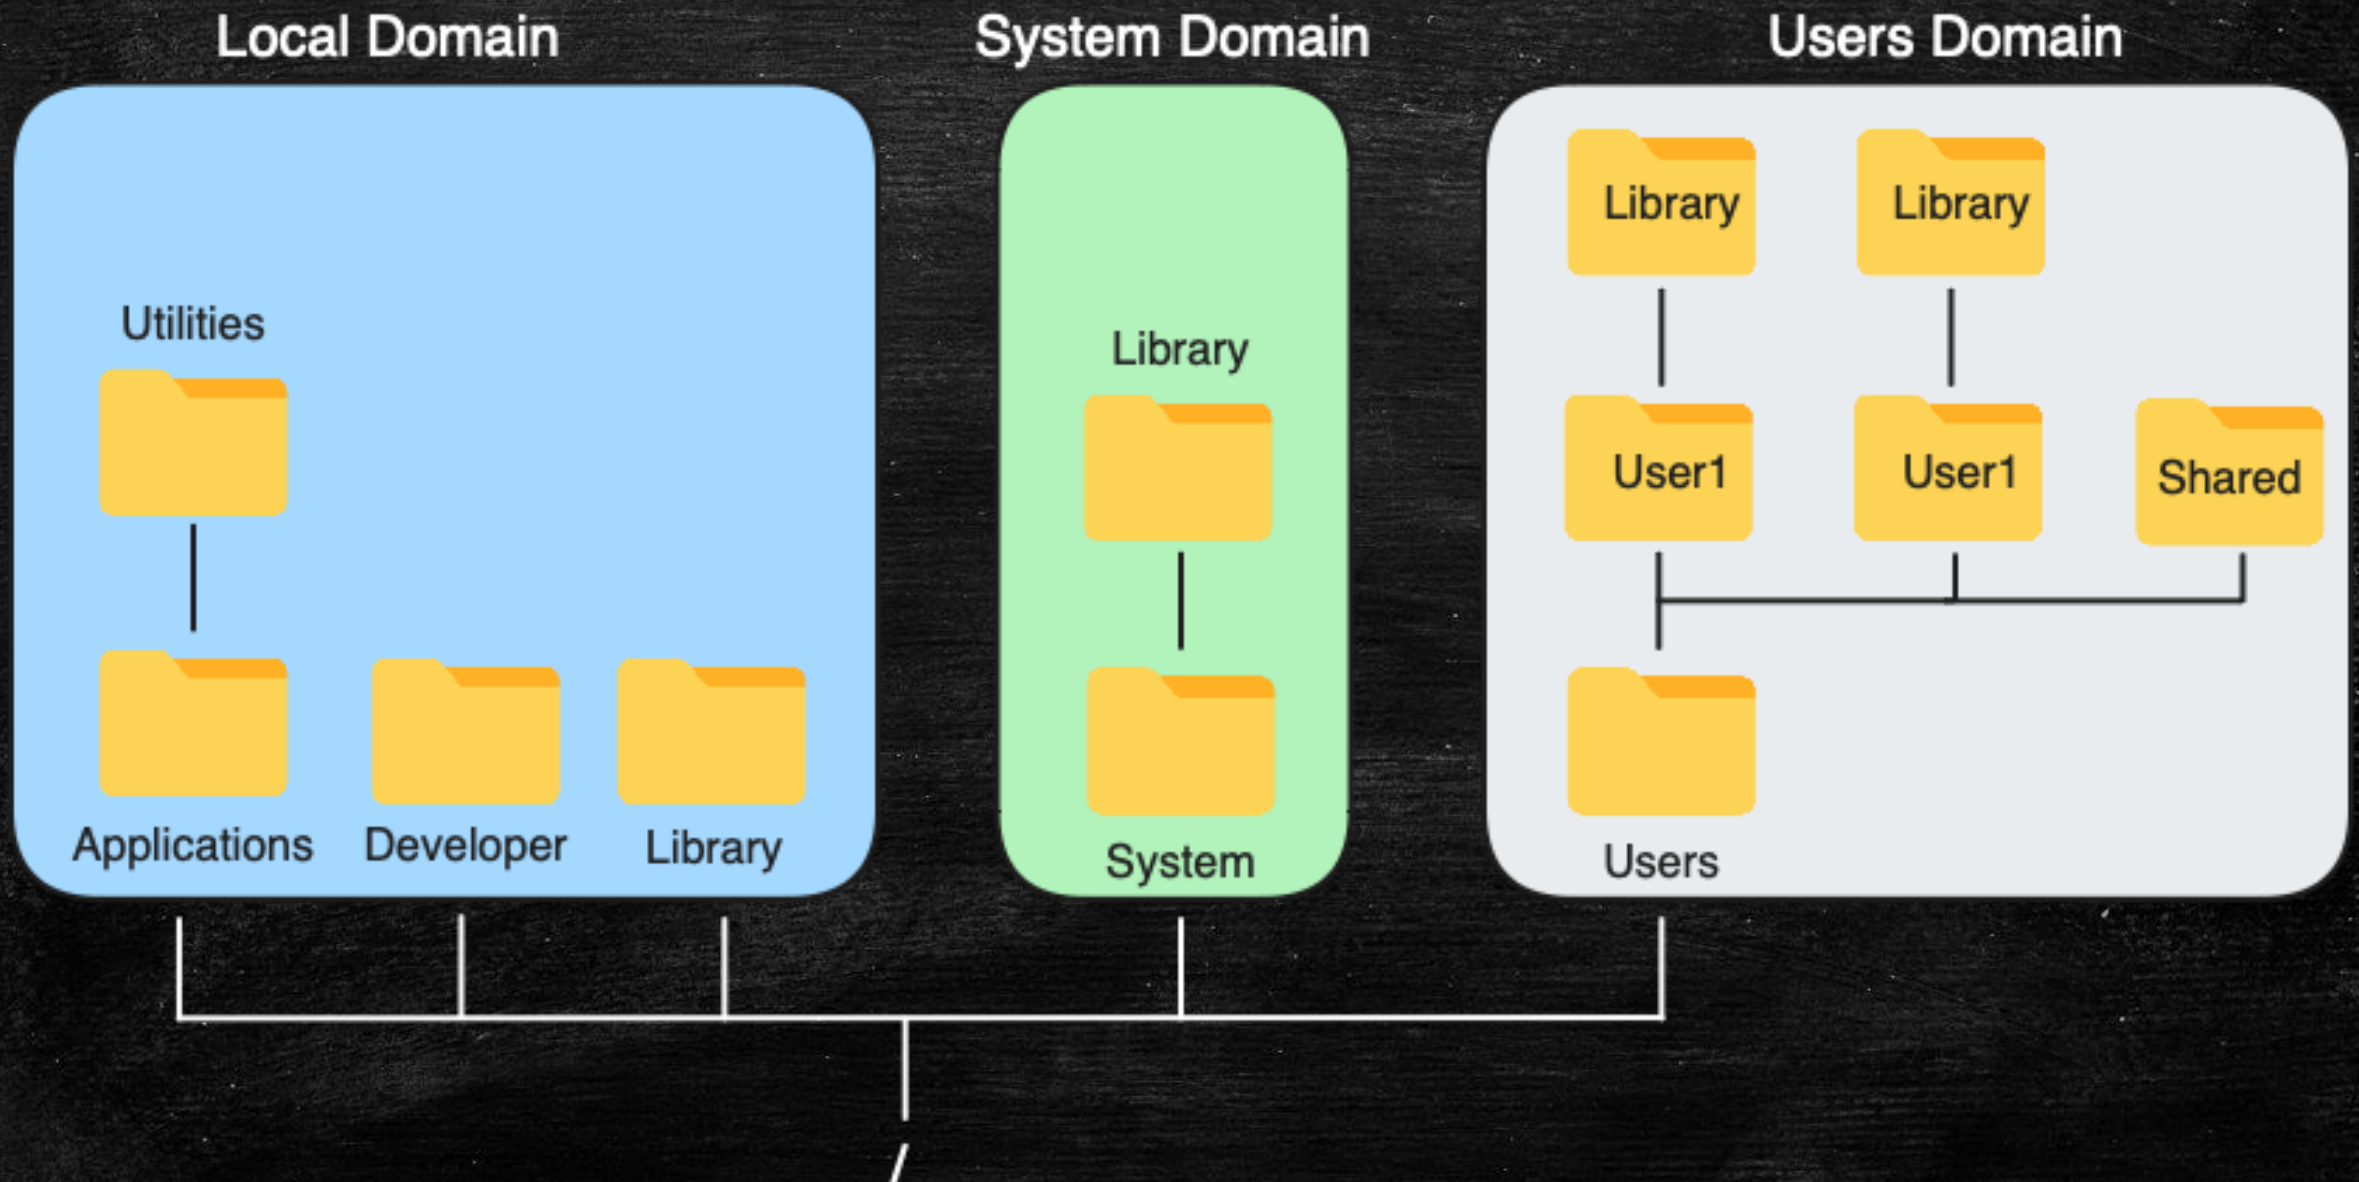 Local Domain
System Domain
Users Domain
Utilities
Applications
Developer
Library
Library
System
Library
Library
User1
User1
Shared
Users
/